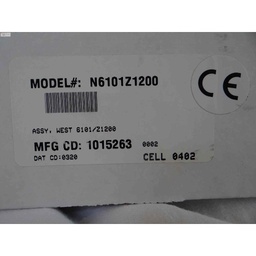 MODEL#: N6101Z1200
CE
ASSY, WEST 6101/Z1200
MFG CD: 1015263 0002
DAT CD:0320 CELL 0402